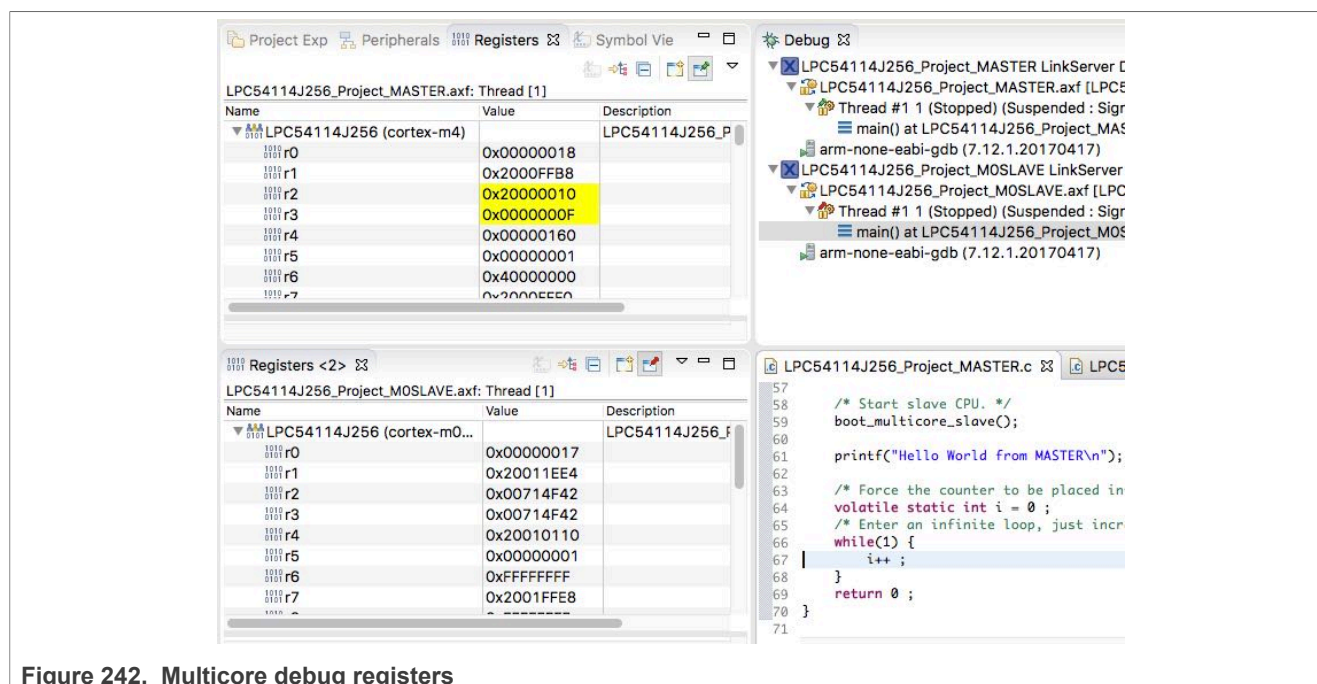 Project Exp Peripherals Registers Symbol Vie
LPC54114J256_Project_MASTER.axf: Thread [1]
Name Value Description
LPC54114J256 (cortex-m4) LPC54114J256_P
r0 0x00000018
r1 0x2000FFB8
r2 0x20000010
r3 0x0000000F
r4 0x00000160
r5 0x00000001
r6 0x40000000
r7 0x2000FFF0
Debug
LPC54114J256_Project_MASTER LinkServer D
LPC54114J256_Project_MASTER.axf [LPC5
Thread #1 1 (Stopped) (Suspended : Sigr
main() at LPC54114J256_Project_MAS
arm-none-eabi-gdb (7.12.1.20170417)
LPC54114J256_Project_M0SLAVE LinkServer
LPC54114J256_Project_M0SLAVE.axf [LPC
Thread #1 1 (Stopped) (Suspended : Sigr
main() at LPC54114J256_Project_M0S
arm-none-eabi-gdb (7.12.1.20170417)
Registers <2>
LPC54114J256_Project_M0SLAVE.axf: Thread [1]
Name Value Description
LPC54114J256 (cortex-m0... LPC54114J256_F
r0 0x00000017
r1 0x20011EE4
r2 0x00714F42
r3 0x00714F42
r4 0x20010110
r5 0x00000001
r6 0xFFFFFFFF
r7 0x2001FFE8
LPC54114J256_Project_MASTER.c LPC5
57
58 /* Start slave CPU. */
59 boot_multicore_slave();
60
61 printf("Hello World from MASTER\n");
62
63 /* Force the counter to be placed in
64 volatile static int i = 0 ;
65 /* Enter an infinite loop, just incr
66 while(1) {
67 i++ ;
68 }
69 return 0 ;
70 }
71
Figure 242. Multicore debug registers